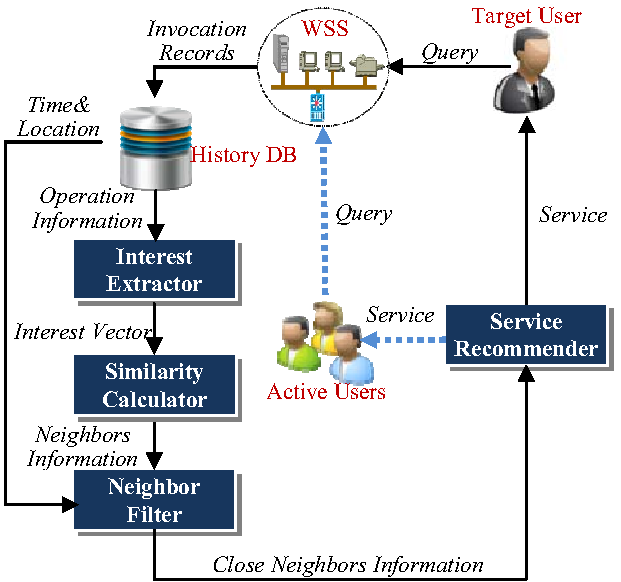 WSS
Target User
Invocation
Records
Query
Time&
Location
History DB
Operation
Information
Query
Service
Interest
Extractor
Interest Vector
Service
Service
Recommender
Similarity
Calculator
Active Users
Neighbors
Information
Neighbor
Filter
Close Neighbors Information